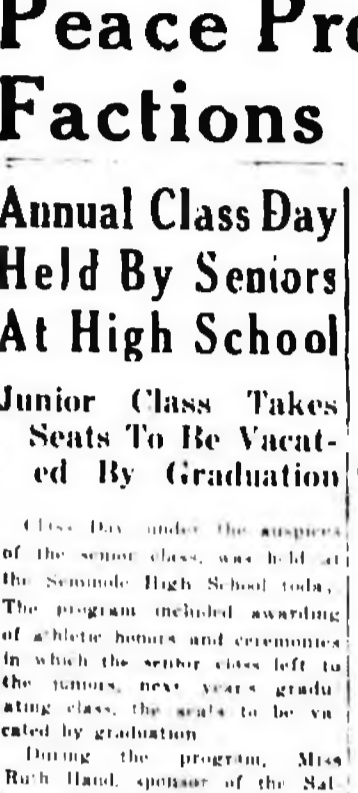 Peace Pro
Factions
Annual Class Day
Held By Seniors
At High School
Junior Class Takes
Seats To Be Vacat-
ed By Graduation
Class Day under the auspices
of the senior class, was held at
the Seminole High School today.
The program included awarding
of athletic honors and ceremonies
in which the senior class left to
the juniors, next years gradu
ating class, the seats to be va
cated by graduation
During the program, Miss
Ruth Hand, sponsor of the Sal